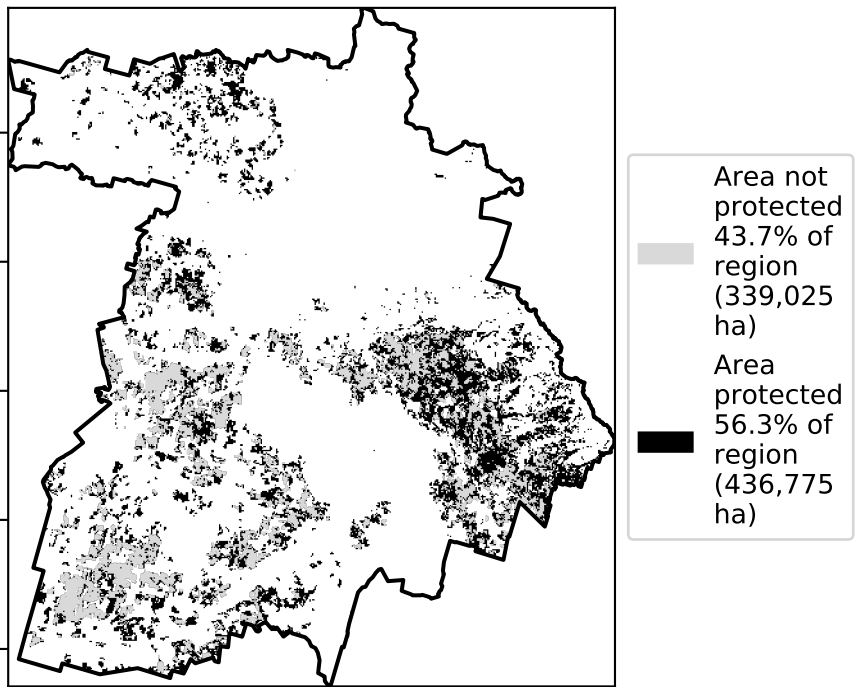 Area not
protected
43.7% of
region
(339,025
ha)
Area
protected
56.3% of
region
(436,775
ha)